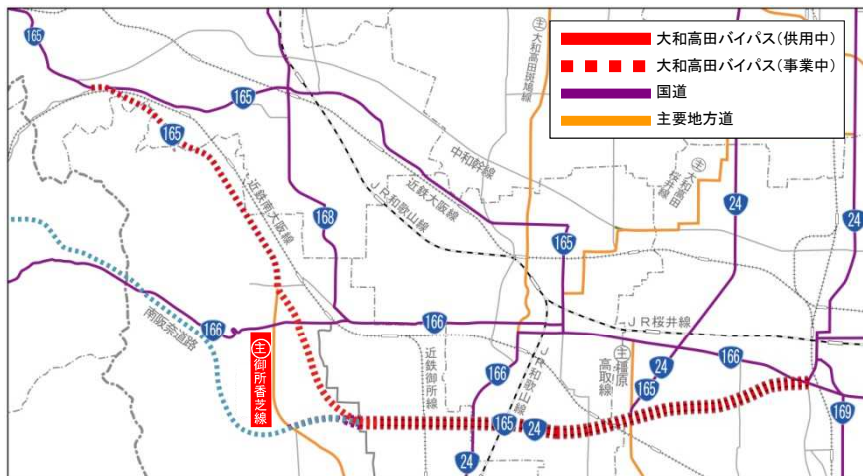 大和高田バイパス(供用中)
大和高田バイパス(事業中)
国道
主要地方道
165
主
大和高田斑鳩線
165
165
中和幹線
近鉄大阪線
JR和歌山線
近鉄南大阪線
168
主
大和高田桜井線
24
24
165
南阪奈道路
166
主
御所香芝線
166
近鉄御所線
166
JR和歌山線
JR桜井線
主
橿原高取線
24
165
166
165
24
24
169